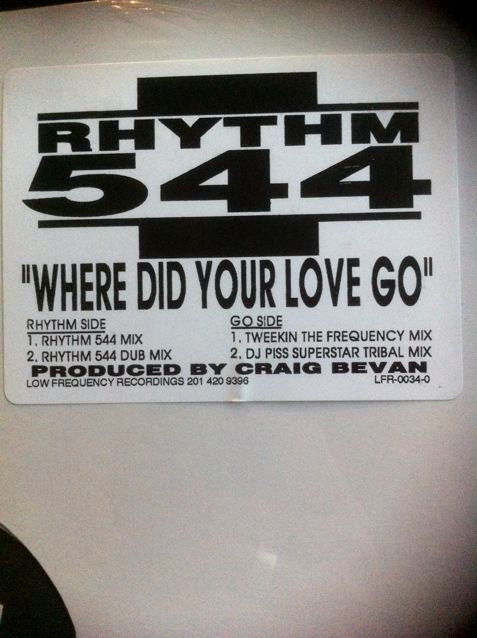 RHYTHM
544
"WHERE DID YOUR LOVE GO"
RHYTHM SIDE
1. RHYTHM 544 MIX
2. RHYTHM 544 DUB MIX
GO SIDE
1. TWEEKIN THE FREQUENCY MIX
2. DJ PISS SUPERSTAR TRIBAL MIX
PRODUCED BY CRAIG BEVAN
LOW FREQUENCY RECORDINGS 201 420 9396 LFR-0034-0